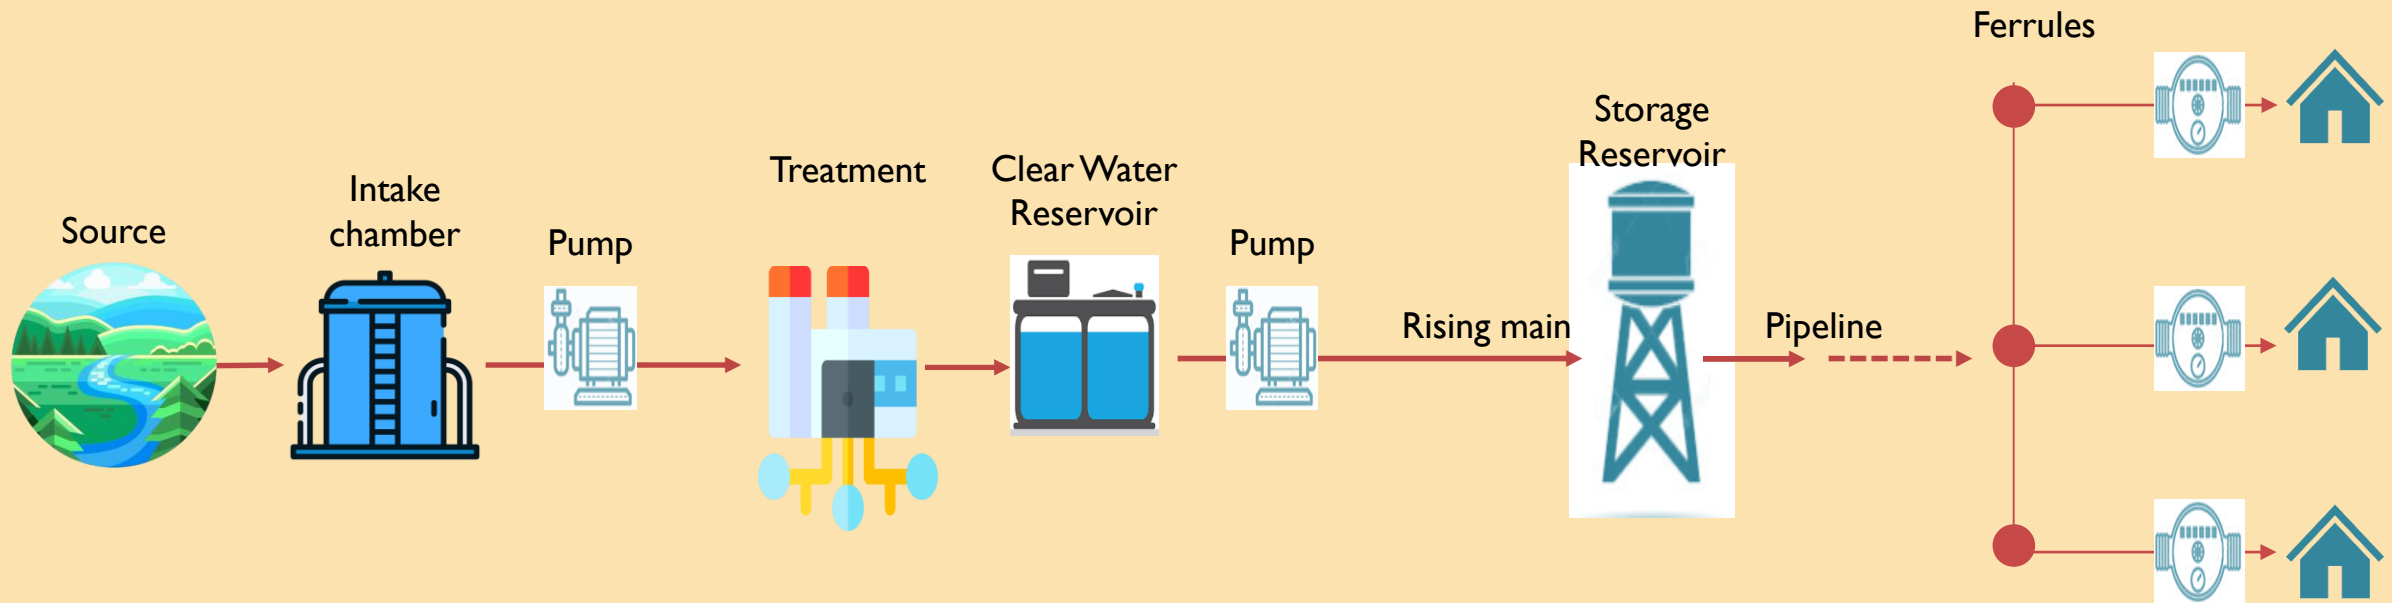 Source
Intake
chamber
Pump
Treatment
Clear Water
Reservoir
Pump
Rising main
Storage
Reservoir
Pipeline
Ferrules